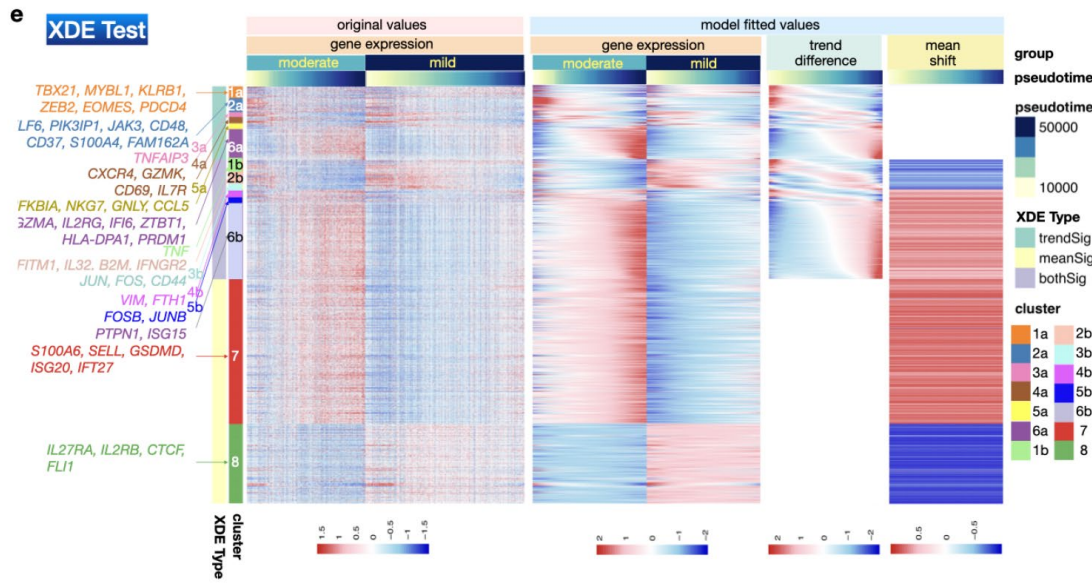 e
XDE Test
original values
model fitted values
gene expression
gene expression
trend
difference
mean
shift
moderate
mild
moderate
mild
group
pseudotime
TBX21, MYBL1, KLRB1,
ZEB2, EOMES, PDCD4
LF6, PIK3IP1, JAK3, CD48,
CD37, S100A4, FAM162A
3a
TNFAIP3
4a
CXCR4, GZMK,
CD69, IL7R
5a
FKBIA, NKG7, GNLY, CCL5
GZMA, IL2RG, IFI6, ZTBT1,
HLA-DPA1, PRDM1
TNF
FITM1, IL32. B2M, IFNGR2
3b
JUN, FOS, CD44
4b
VIM, FTH1
5b
FOSB, JUNB
PTPN1, ISG15
S100A6, SELL, GSDMD,
ISG20, IFT27
IL27RA, IL2RB, CTCF,
FLI1
1a
2a
6a
1b
2b
6b
7
8
XDE Type
cluster
1.5
0.5
0
-0.5
-1.5
2
1
0
-1
-2
2
1
0
-1
-2
0.5
0
-0.5
pseudotime
50000
10000
XDE Type
trendSig
meanSig
bothSig
cluster
1a 2b
2a 3b
3a 4b
4a 5b
5a 6b
6a 7
1b 8